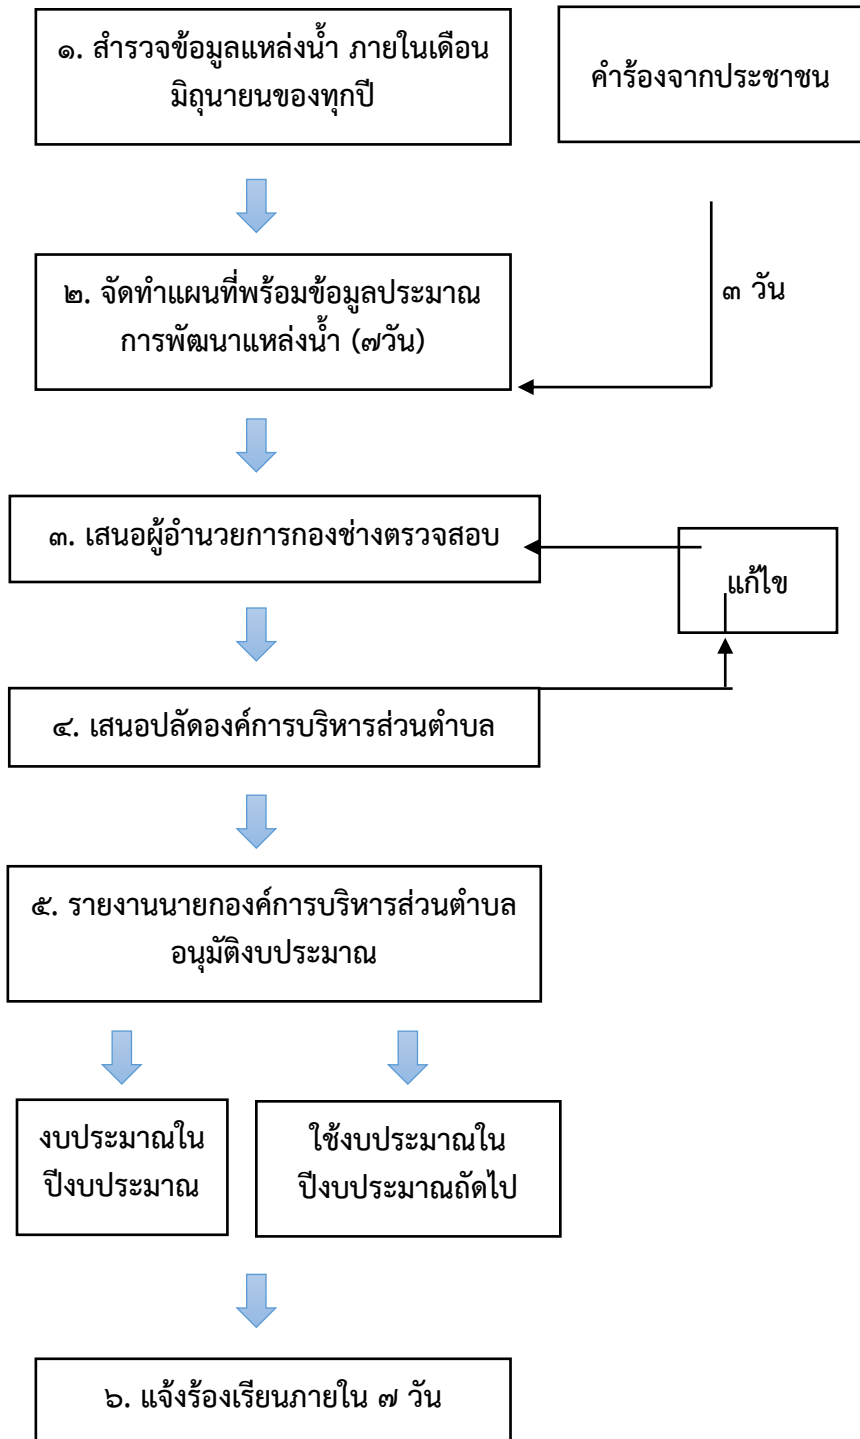 ๑. สำรวจข้อมูลแหล่งน้ำ ภายในเดือน
มิถุนายนของทุกปี
คำร้องจากประชาชน
๒. จัดทำแผนที่พร้อมข้อมูลประมาณ
การพัฒนาแหล่งน้ำ (๗วัน)
๓ วัน
๓. เสนอผู้อำนวยการกองช่างตรวจสอบ
แก้ไข
๔. เสนอปลัดองค์การบริหารส่วนตำบล
๕. รายงานนายกองค์การบริหารส่วนตำบล
อนุมัติงบประมาณ
งบประมาณใน
ปีงบประมาณ
ใช้งบประมาณใน
ปีงบประมาณถัดไป
๖. แจ้งร้องเรียนภายใน ๗ วัน